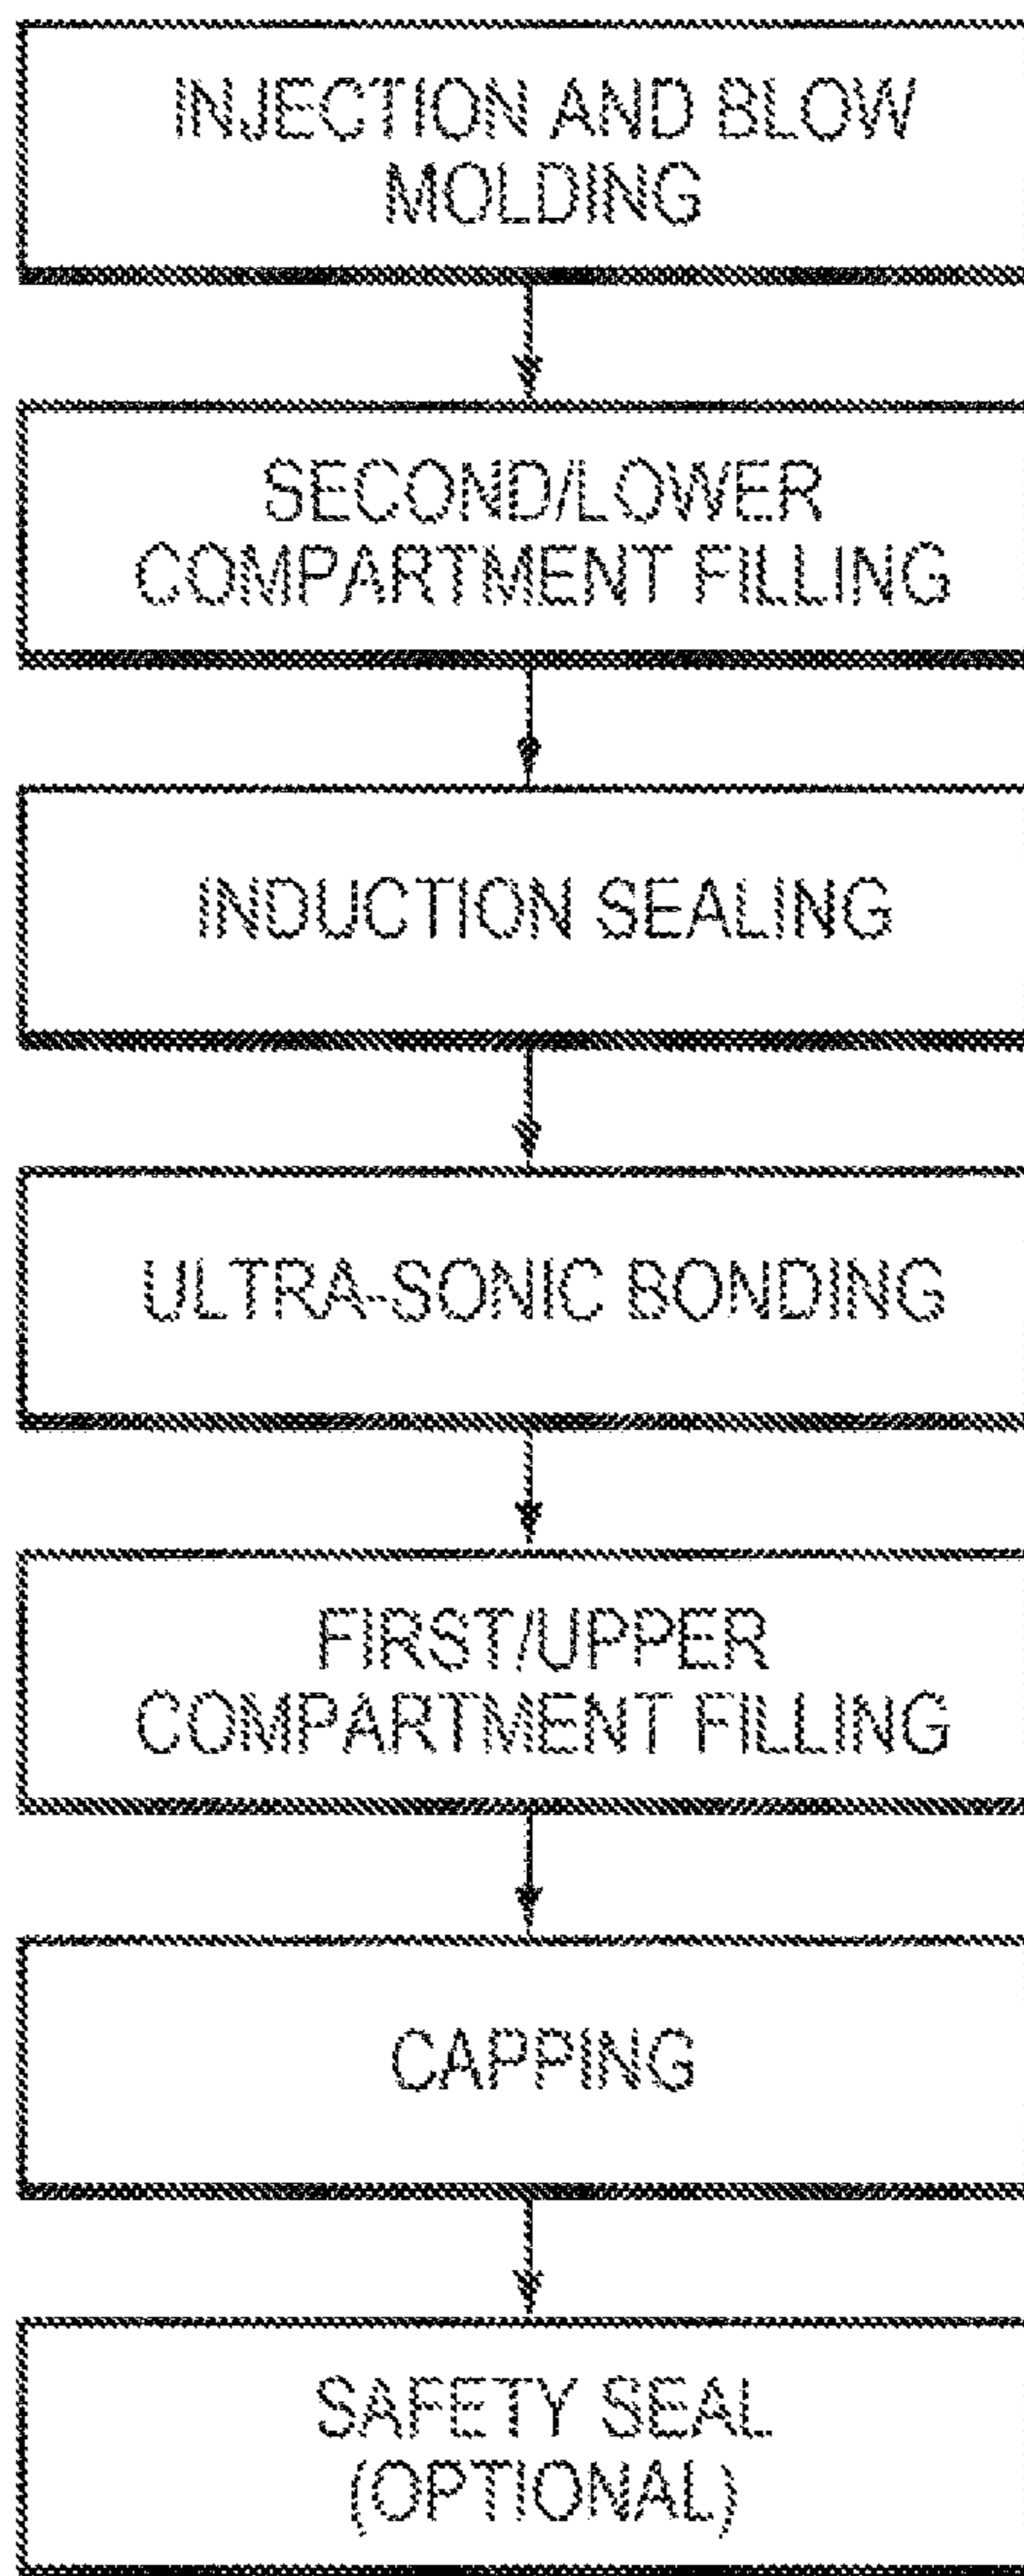 INJECTION AND BLOW
MOLDING
SECOND/LOWER
COMPARTMENT FILLING
INDUCTION SEALING
ULTRA-SONIC BONDING
FIRST/UPPER
COMPARTMENT FILLING
CAPPING
SAFETY SEAL
(OPTIONAL)